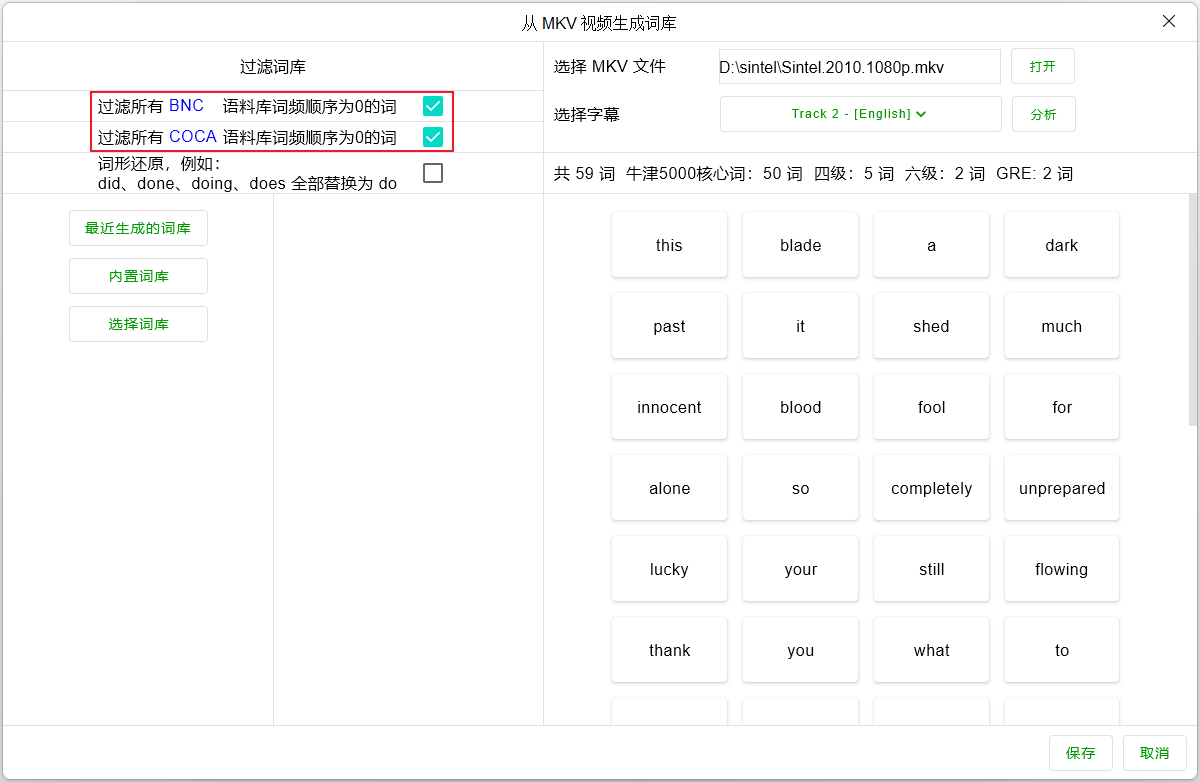 从 MKV 视频生成词库
过滤词库
过滤所有 BNC 语料库词频顺序为0的词
过滤所有 COCA 语料库词频顺序为0的词
词形还原，例如：
did、done、doing、does 全部替换为 do
最近生成的词库
内置词库
选择词库
选择 MKV 文件 D:\sintel\Sintel.2010.1080p.mkv 打开
选择字幕 Track 2 - [English] 分析
共 59 词 牛津5000核心词：50 词 四级：5 词 六级：2 词 GRE: 2 词
this blade a dark
past it shed much
innocent blood fool for
alone so completely unprepared
lucky your still flowing
thank you what to
保存 取消